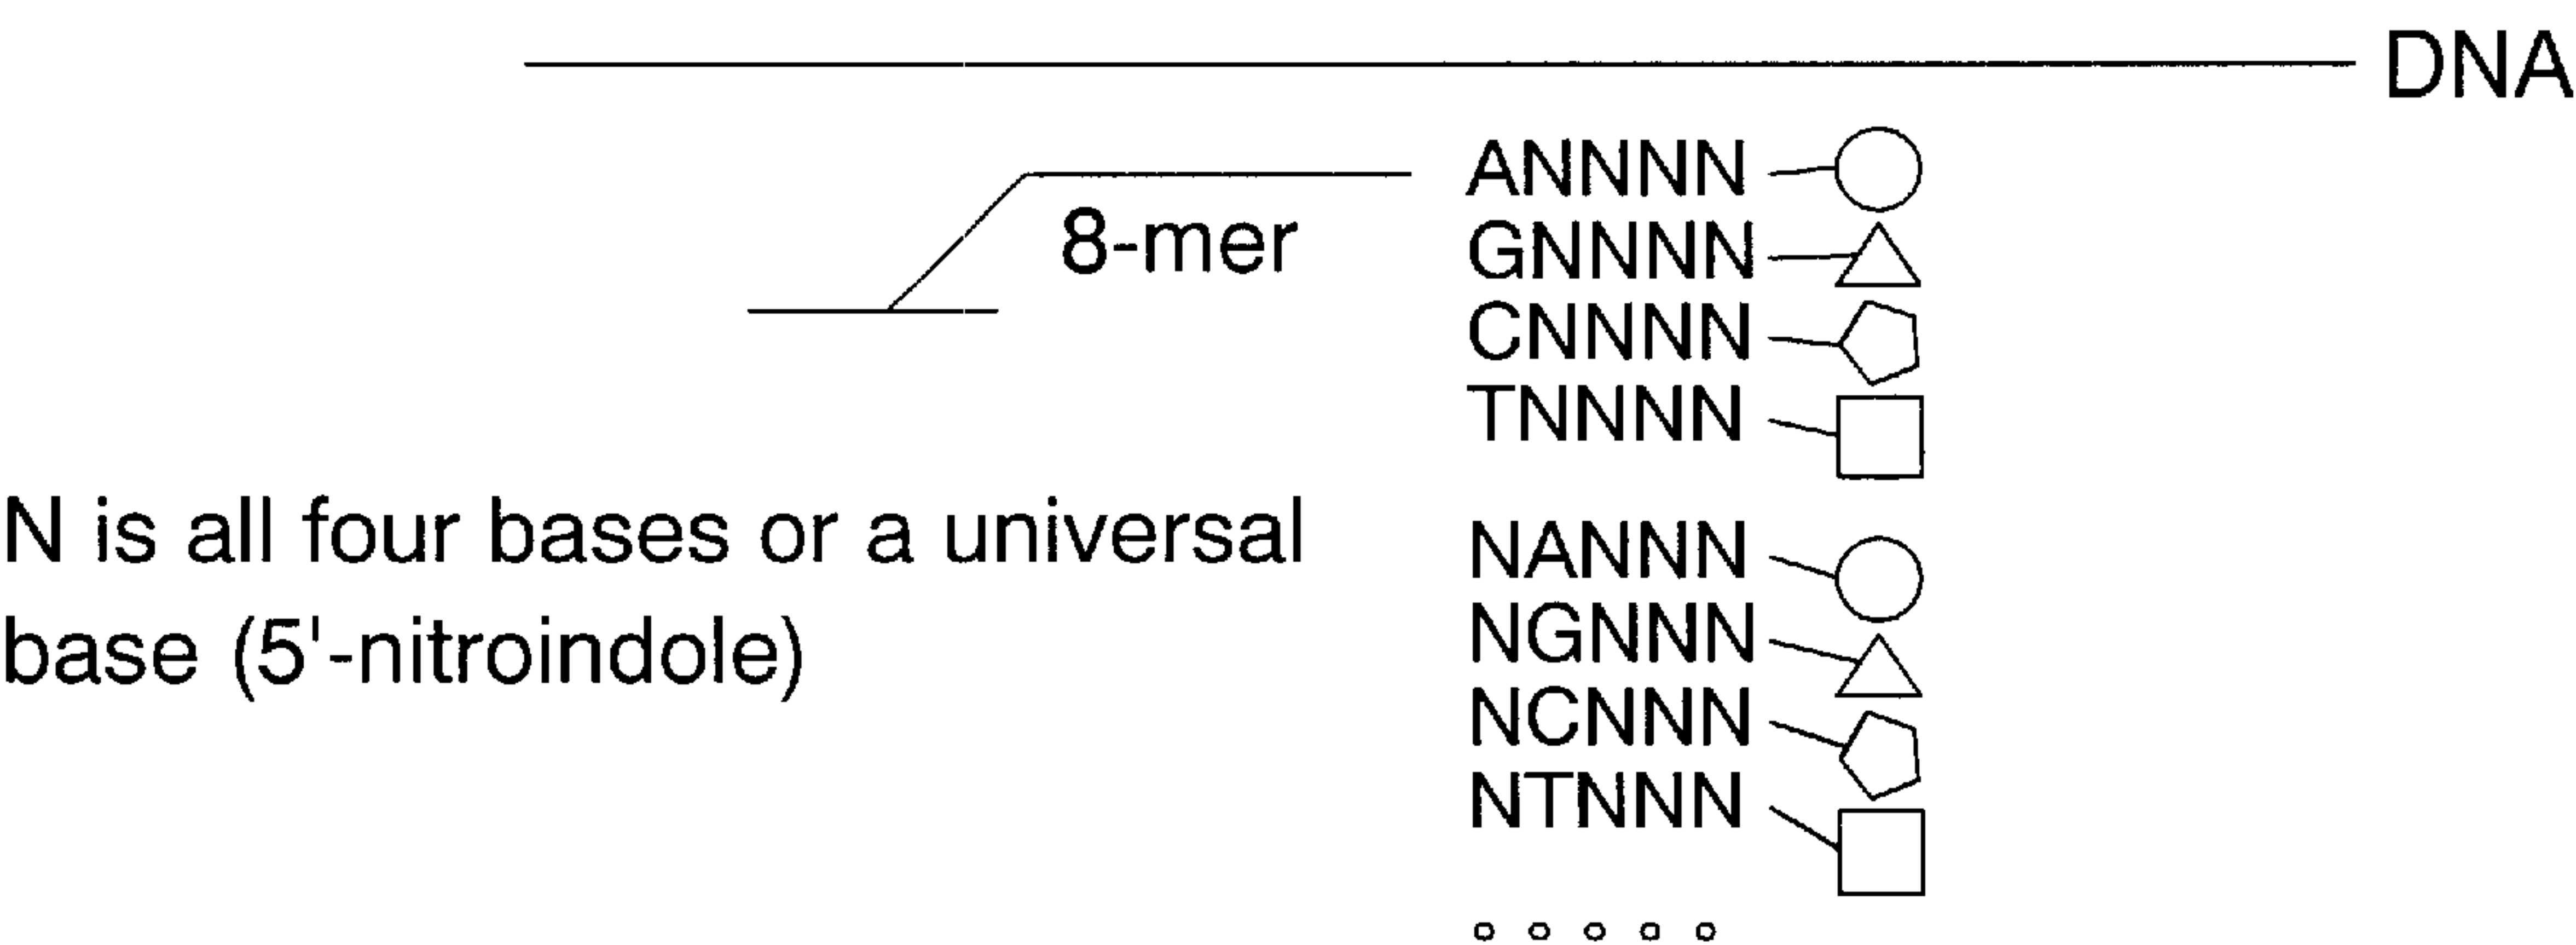 DNA
8-mer
ANNNN
GNNNN
CNNNN
TNNNN
N is all four bases or a universal
base (5'-nitroindole)
NANNN
NGNNN
NCNNN
NTNNN